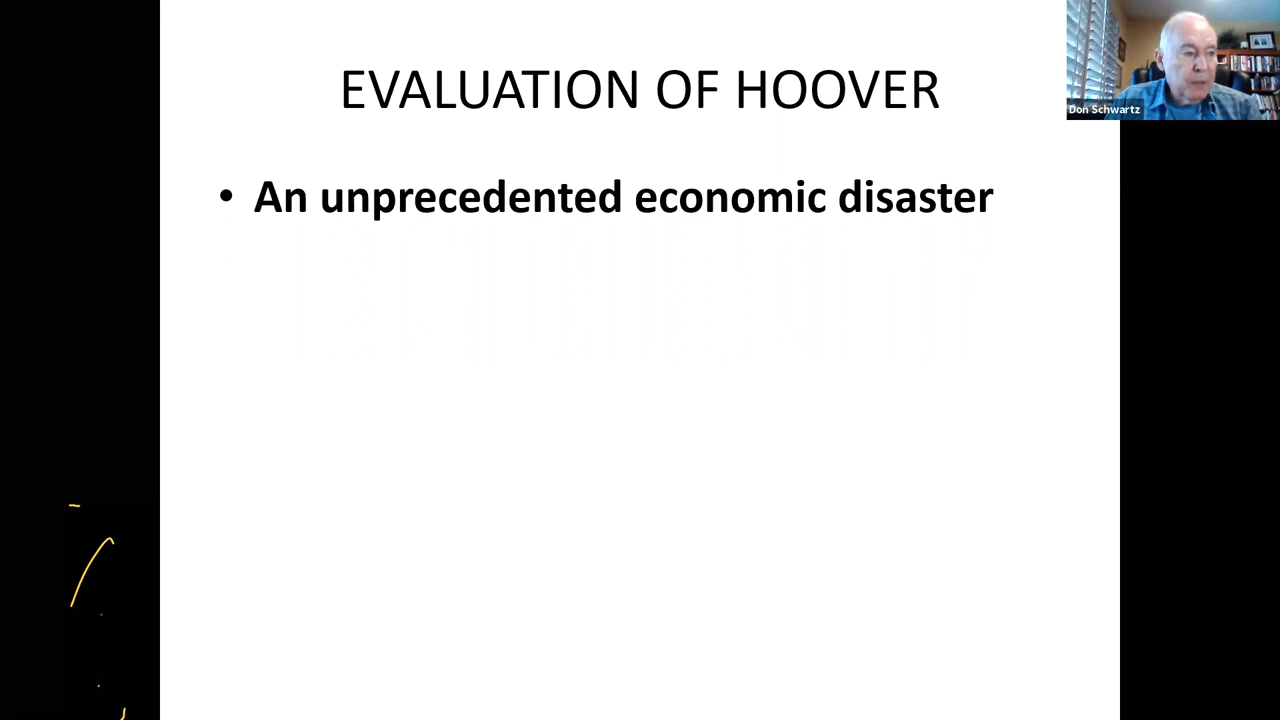 EVALUATION OF HOOVER
Don Schwartz
• An unprecedented economic disaster